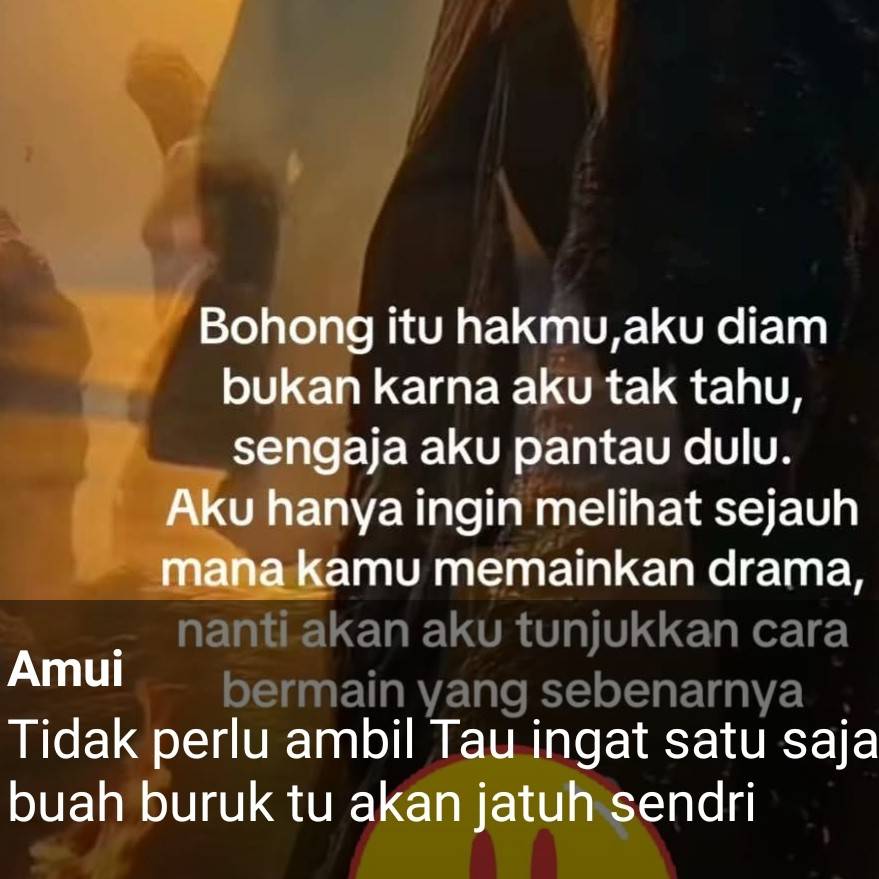 Bohong itu hakmu,aku diam
bukan karna aku tak tahu,
sengaja aku pantau dulu.
Aku hanya ingin melihat sejauh
mana kamu memainkan drama,
nanti akan aku tunjukkan cara
bermain yang sebenarnya
Amui
Tidak perlu ambil Tau ingat satu saja
buah buruk tu akan jatuh sendri